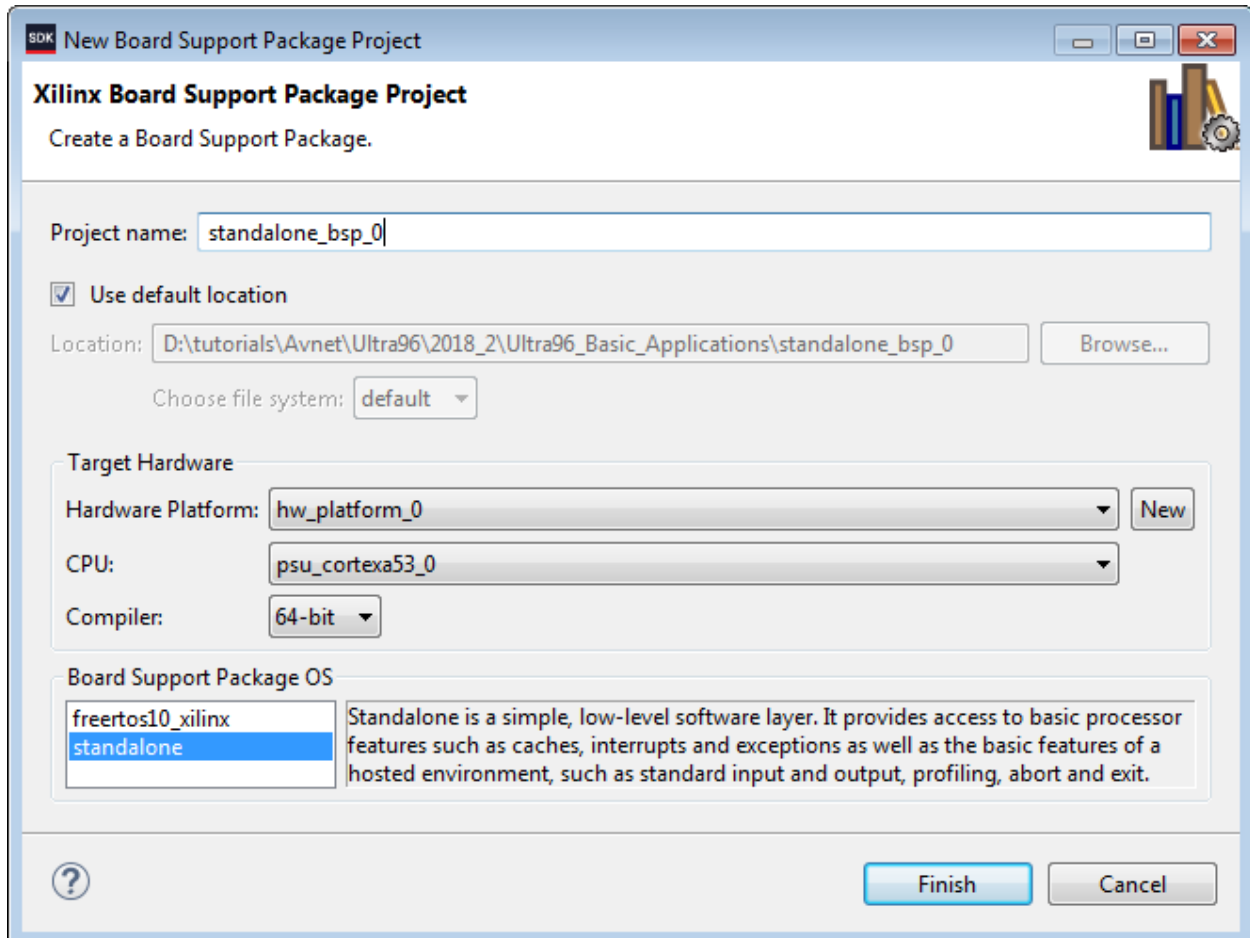 SDK New Board Support Package Project
Xilinx Board Support Package Project
Create a Board Support Package.
Project name: standalone_bsp_0
Use default location
Location: D:\tutorials\Avnet\Ultra96\2018_2\Ultra96_Basic_Applications\standalone_bsp_0 Browse...
Choose file system: default
Target Hardware
Hardware Platform: hw_platform_0 New
CPU: psu_cortexa53_0
Compiler: 64-bit
Board Support Package OS
freertos10_xilinx
standalone
Standalone is a simple, low-level software layer. It provides access to basic processor
features such as caches, interrupts and exceptions as well as the basic features of a
hosted environment, such as standard input and output, profiling, abort and exit.
? Finish Cancel